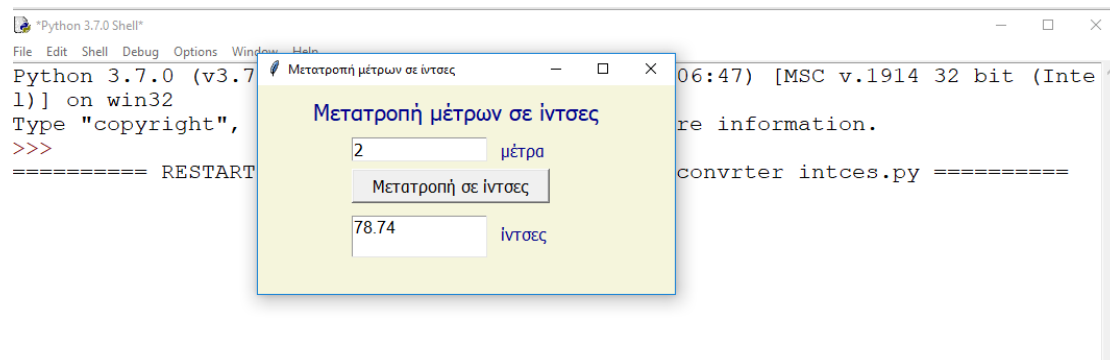 *Python 3.7.0 Shell*
File Edit Shell Debug Options Window Help
Python 3.7.0 (v3.7 06:47) [MSC v.1914 32 bit (Inte
l)] on win32
Type "copyright", re information.
>>>
========== RESTART convrter intces.py ==========
Μετατροπή μέτρων σε ίντσες
Μετατροπή μέτρων σε ίντσες
2 μέτρα
Μετατροπή σε ίντσες
78.74 ίντσες